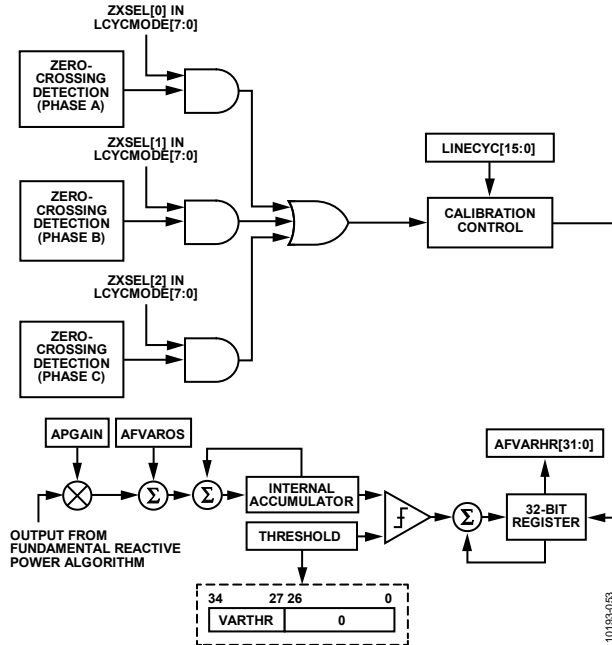 ZXSEL[0] IN
LCYCMODE[7:0]
ZERO-
CROSSING
DETECTION
(PHASE A)
ZXSEL[1] IN
LCYCMODE[7:0]
LINECYC[15:0]
ZERO-
CROSSING
DETECTION
(PHASE B)
CALIBRATION
CONTROL
ZXSEL[2] IN
LCYCMODE[7:0]
ZERO-
CROSSING
DETECTION
(PHASE C)
APGAIN
AFVAROS
AFVARHR[31:0]
Σ
Σ
INTERNAL
ACCUMULATOR
Σ
32-BIT
REGISTER
OUTPUT FROM
FUNDAMENTAL REACTIVE
POWER ALGORITHM
THRESHOLD
34 27 26 0
VARTHR 0
10193-053